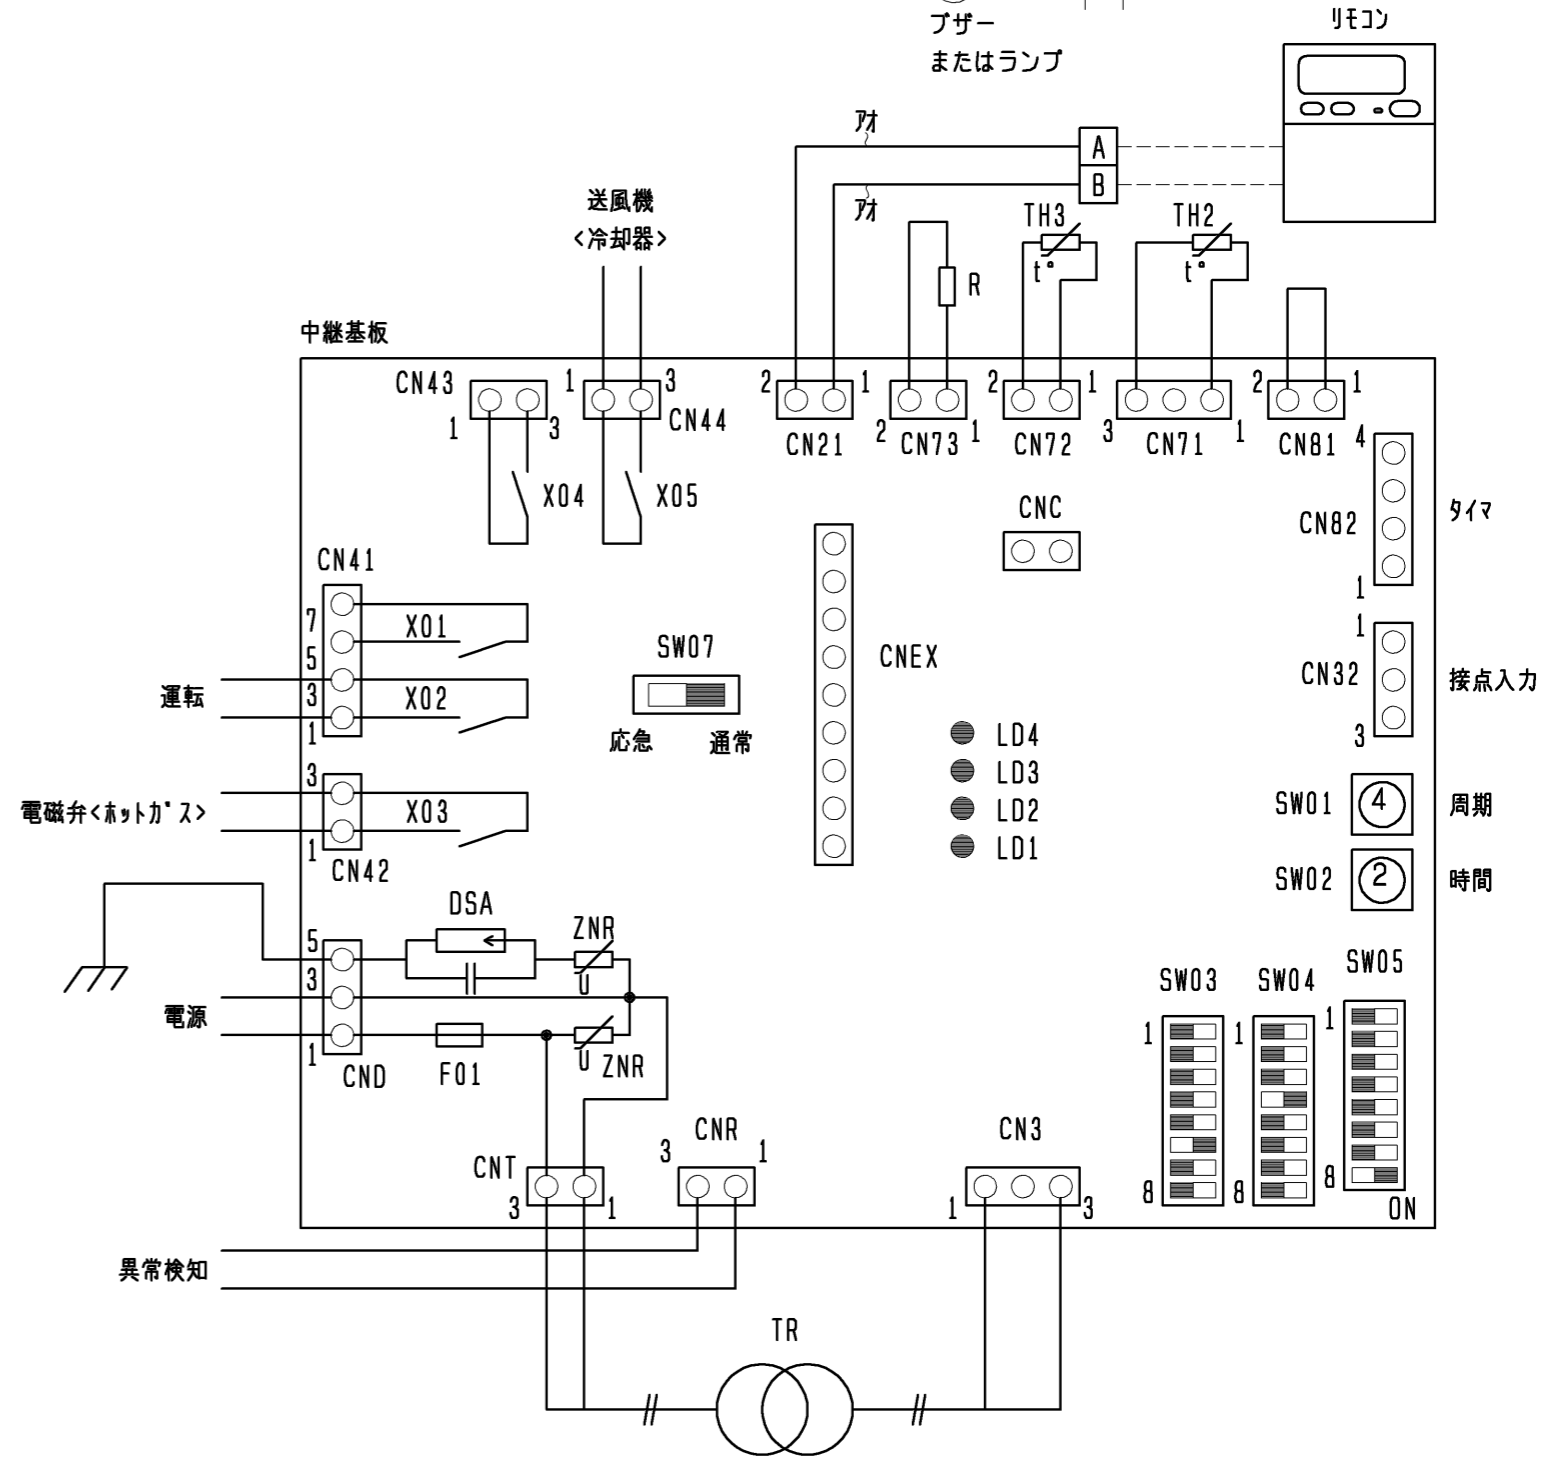 ブザー
またはランプ
リモコン
アオ
A
B
アオ
送風機
<冷却器>
TH3
t°
TH2
t°
R
中継基板
CN43
1
3
1
3
CN44
2
1
CN21
2
1
CN73
2
1
CN72
3
1
CN71
2
1
CN81
X04
X05
4
CN82
1
タイマ
CNC
CN41
7
5
3
1
X01
X02
運転
SW07
応急
通常
CNEX
1
CN32
3
接点入力
LD4
LD3
LD2
LD1
3
1
電磁弁<ホットガス>
X03
CN42
SW01
4
周期
SW02
2
時間
DSA
ZNR
U
5
3
1
電源
CND
F01
U
ZNR
SW03
SW04
SW05
1
8
1
8
1
8
ON
CNT
3
1
CNR
3
1
CN3
1
3
異常検知
TR